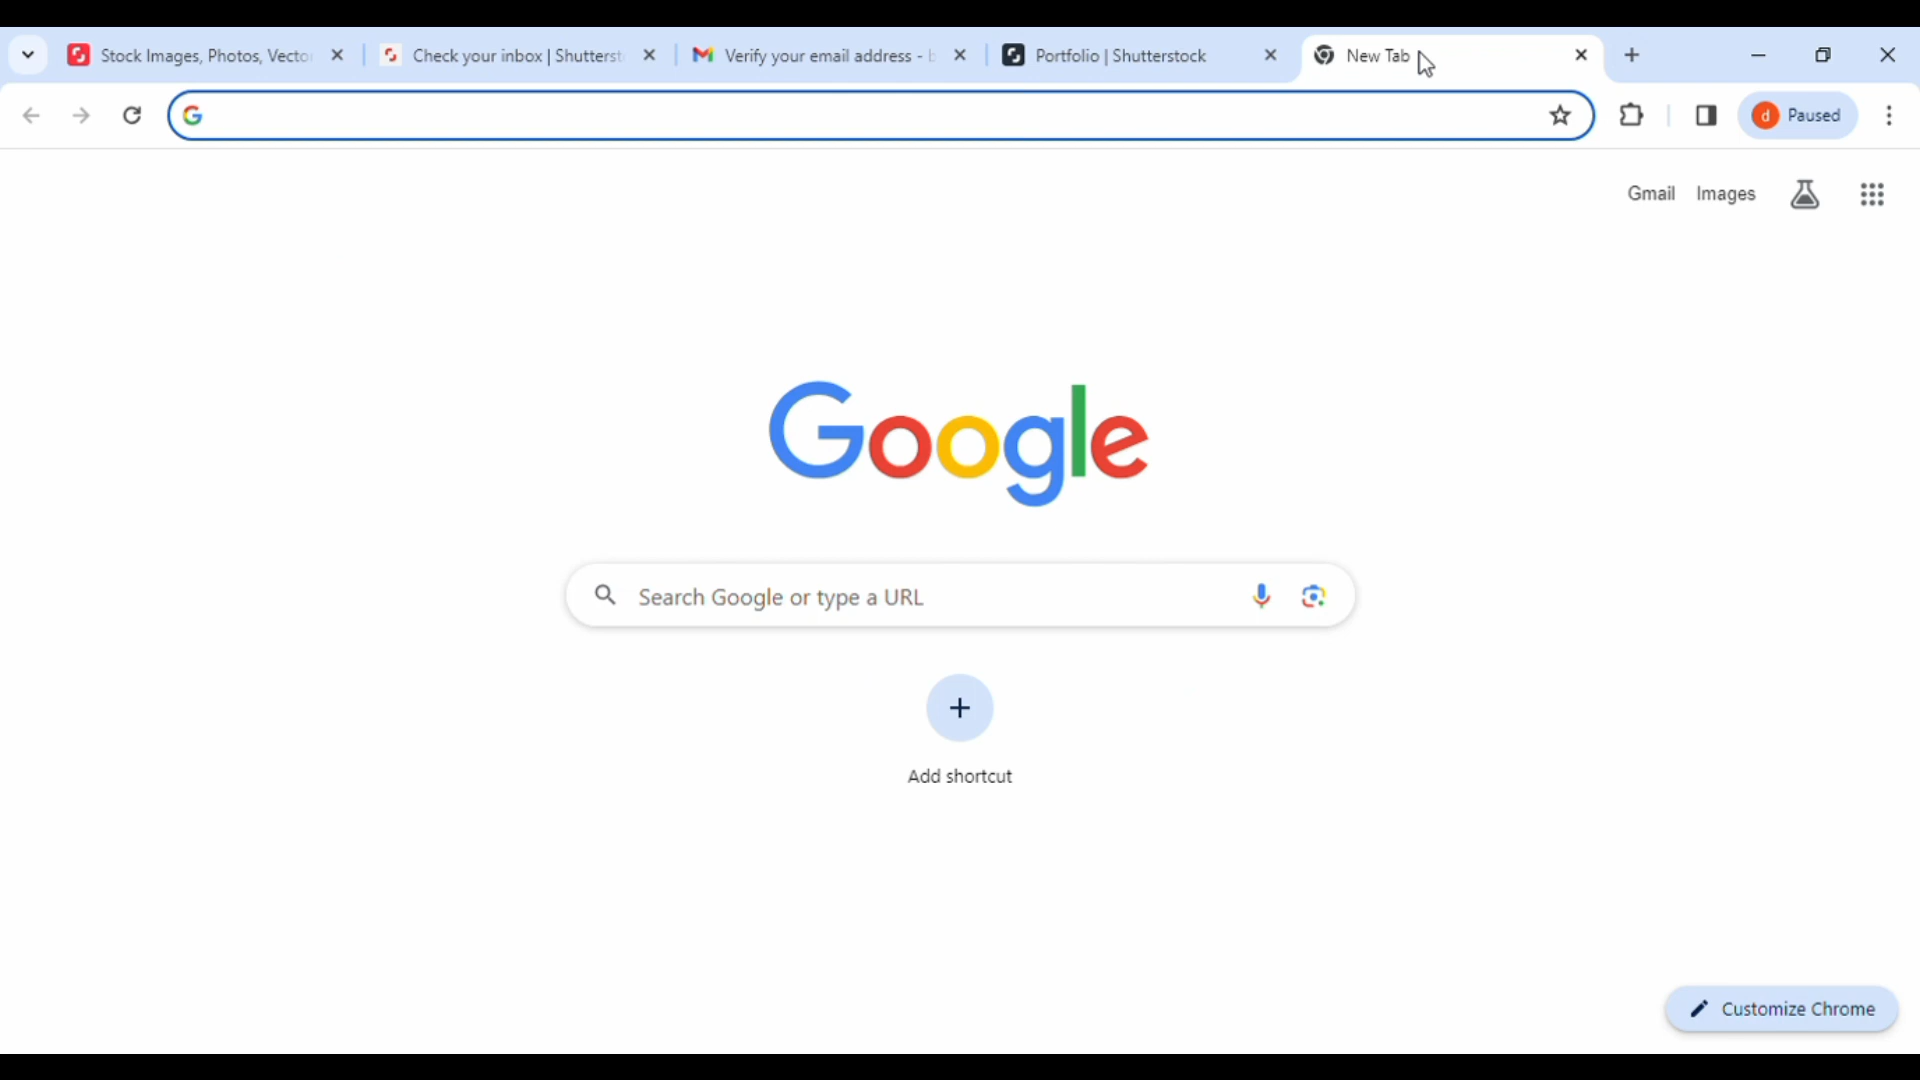 Stock Images, Photos, Vecto
Check your inbox | Shutterst
Verify your email address - b
Portfolio | Shutterstock
New Tab
d Paused
Gmail Images
Google
Search Google or type a URL
Add shortcut
Customize Chrome